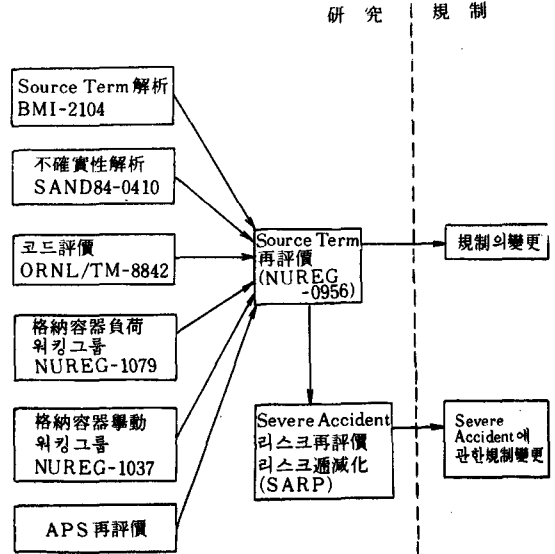 研究
規制
Source Term 解析
BMI-2104
不確實性解析
SAND84-0410
코드評價
ORNL/TM-8842
格納容器負荷
워킹그룹
NUREG-1079
格納容器擧動
워킹그룹
NUREG-1037
APS再評價
Source Term
再評價
(NUREG
-0956)
Severe Accident
리스크再評價
리스크遞減化
(SARP)
規制의變更
Severe
Accident에
관한規制變更